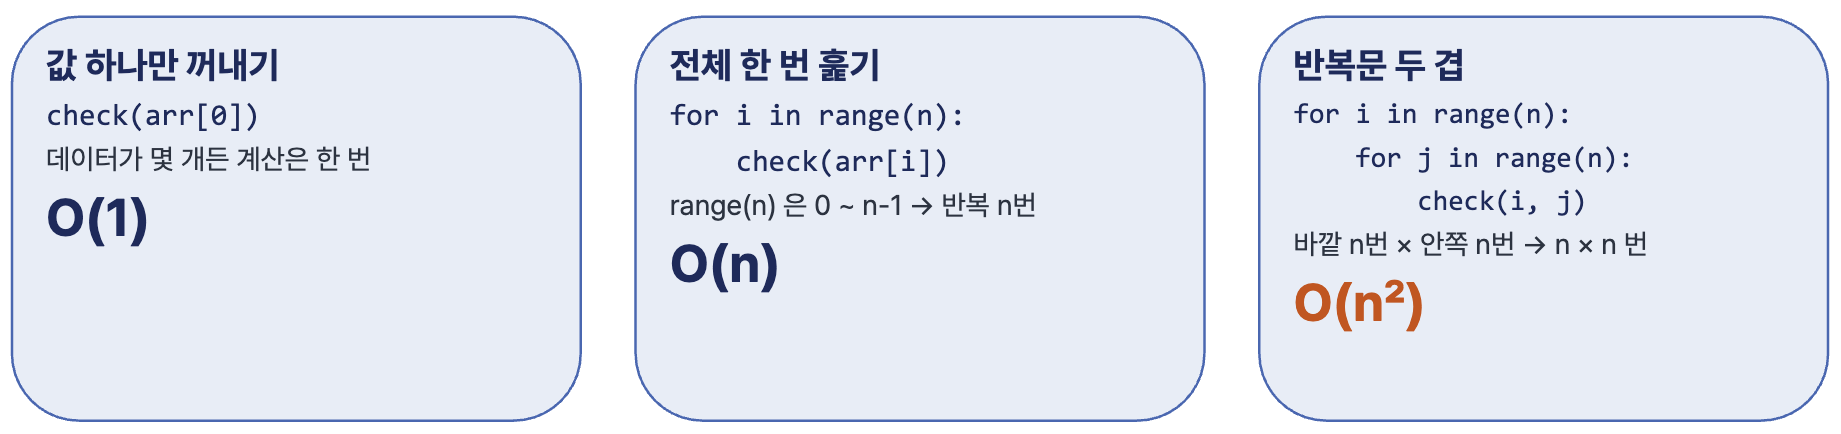 값 하나만 꺼내기
check(arr[0])
데이터가 몇 개든 계산은 한 번
O(1)
전체 한 번 훑기
for i in range(n):
    check(arr[i])
range(n) 은 0 ~ n-1 → 반복 n번
O(n)
반복문 두 겹
for i in range(n):
    for j in range(n):
        check(i, j)
바깥 n번 × 안쪽 n번 → n × n 번
O(n²)